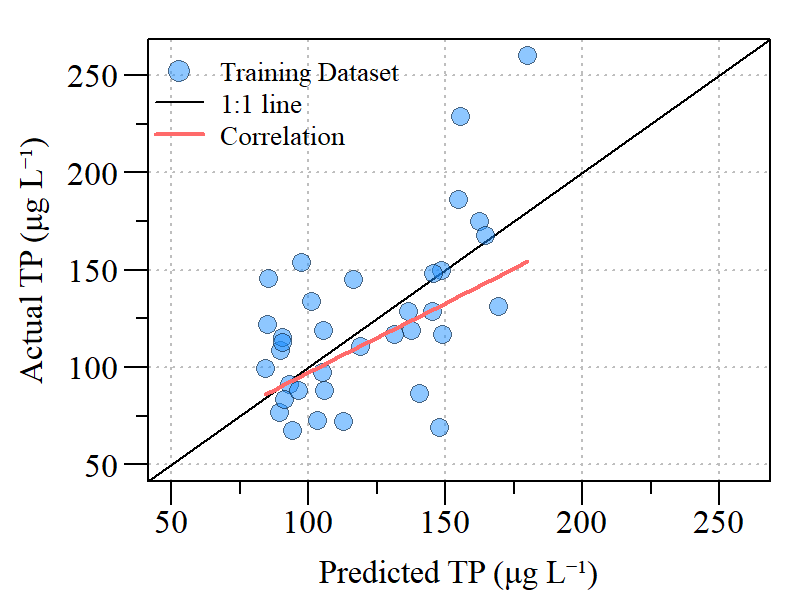 Training Dataset
1:1 line
Correlation
Actual TP (μg L⁻¹)
250
200
150
100
50
50 100 150 200 250
Predicted TP (μg L⁻¹)